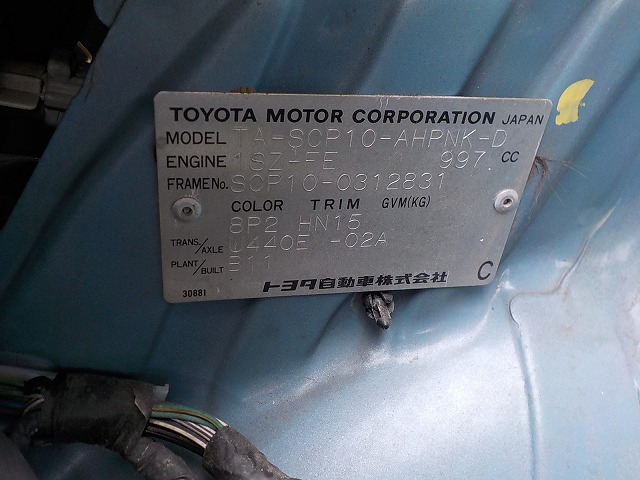 TOYOTA MOTOR CORPORATION JAPAN
MODEL TA-SCP10-AHPNK-D
ENGINE 1SZ-FE 997 CC
FRAME No. SCP10-0312831
COLOR TRIM GVM(KG)
8P2 HN15
TRANS./AXLE U440E -02A
PLANT/BUILT B11
トヨタ自動車株式会社 C
30881